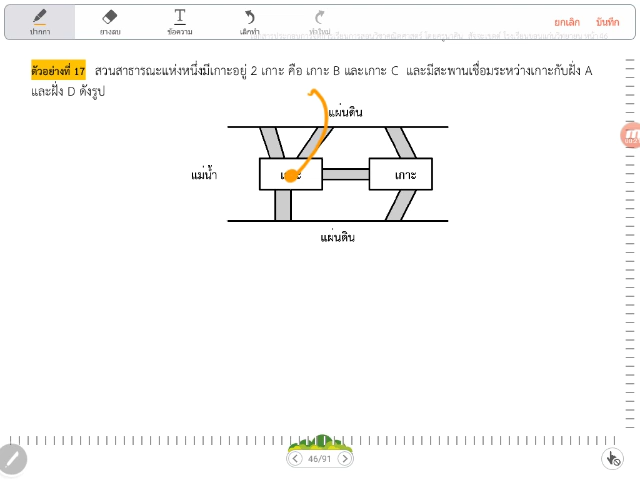 ปากกา ยางลบ ข้อความ เลิกทำ ทำใหม่ ยกเลิก บันทึก
ตัวอย่างที่ 17 สวนสาธารณะแห่งหนึ่งมีเกาะอยู่ 2 เกาะ คือ เกาะ B และเกาะ C และมีสะพานเชื่อมระหว่างเกาะกับฝั่ง A
และฝั่ง D ดังรูป
แผ่นดิน
แม่น้ำ เกาะ เกาะ
แผ่นดิน
46/91